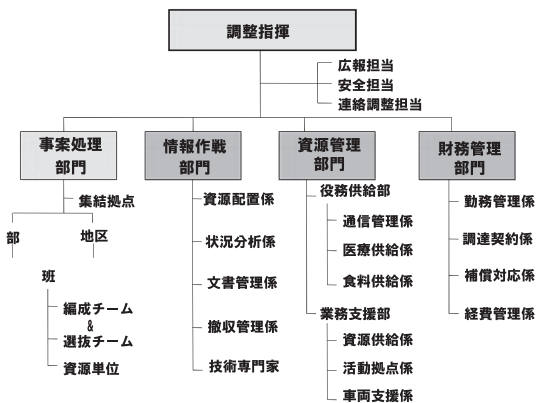 調整指揮
広報担当
安全担当
連絡調整担当
事案処理
部門
集結拠点
部
地区
班
編成チーム
&
選抜チーム
資源単位
情報作戦
部門
資源配置係
状況分析係
文書管理係
撤収管理係
技術専門家
資源管理
部門
役務供給部
通信管理係
医療供給係
食料供給係
業務支援部
資源供給係
活動拠点係
車両支援係
財務管理
部門
勤務管理係
調達契約係
補償対応係
経費管理係